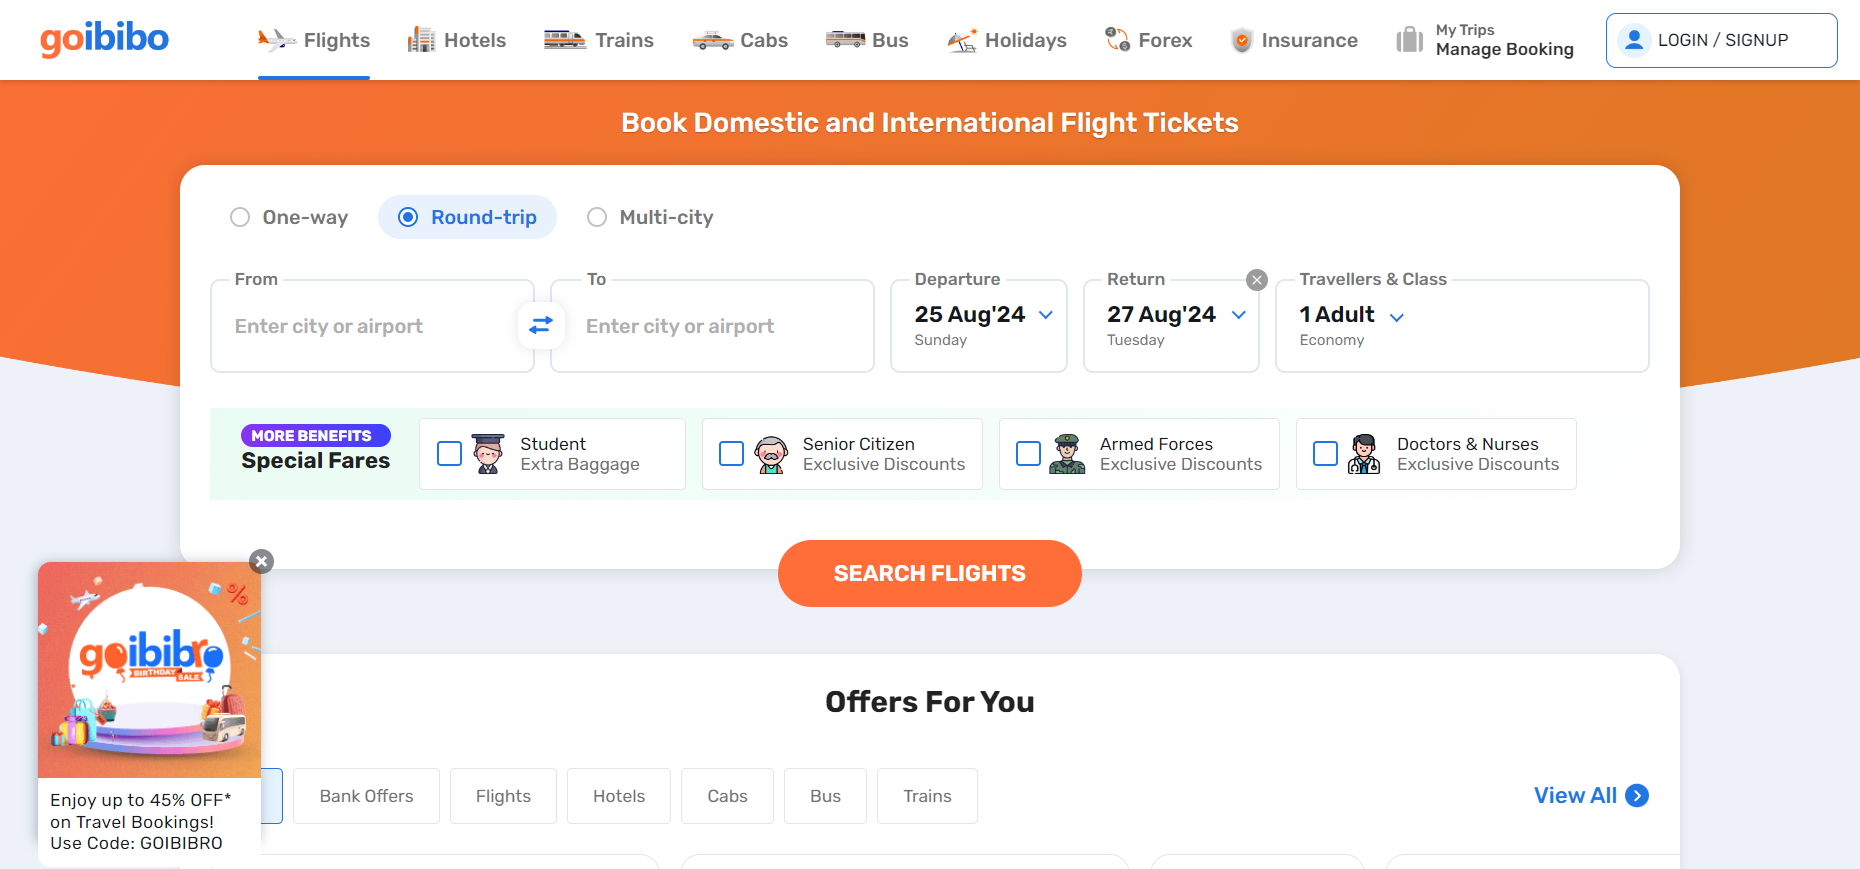 goibibo
Flights
Hotels
Trains
Cabs
Bus
Holidays
Forex
Insurance
My Trips
Manage Booking
LOGIN / SIGNUP
Book Domestic and International Flight Tickets
One-way
Round-trip
Multi-city
From
Enter city or airport
To
Enter city or airport
Departure
25 Aug'24
Sunday
Return
27 Aug'24
Tuesday
Travellers & Class
1 Adult
Economy
MORE BENEFITS
Special Fares
Student
Extra Baggage
Senior Citizen
Exclusive Discounts
Armed Forces
Exclusive Discounts
Doctors & Nurses
Exclusive Discounts
SEARCH FLIGHTS
goibibro
BIRTHDAY
SALE
Enjoy up to 45% OFF*
on Travel Bookings!
Use Code: GOIBIBRO
Offers For You
Bank Offers
Flights
Hotels
Cabs
Bus
Trains
View All